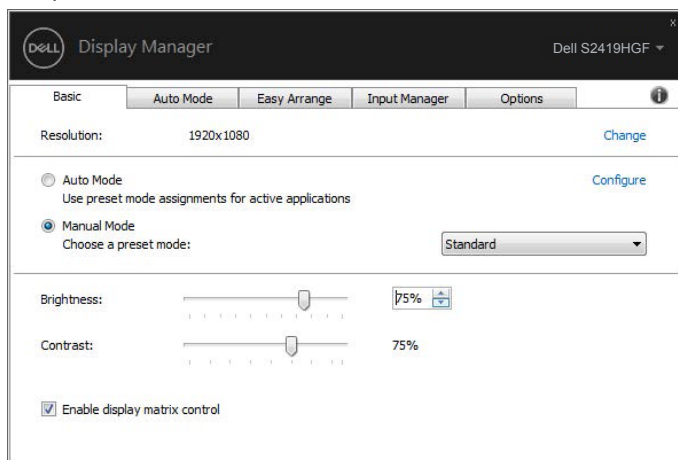 DELL Display Manager
Dell S2419HGF
x
Basic Auto Mode Easy Arrange Input Manager Options
Resolution: 1920x1080 Change
Auto Mode Configure
Use preset mode assignments for active applications
Manual Mode
Choose a preset mode: Standard
Brightness: 75%
Contrast: 75%
Enable display matrix control